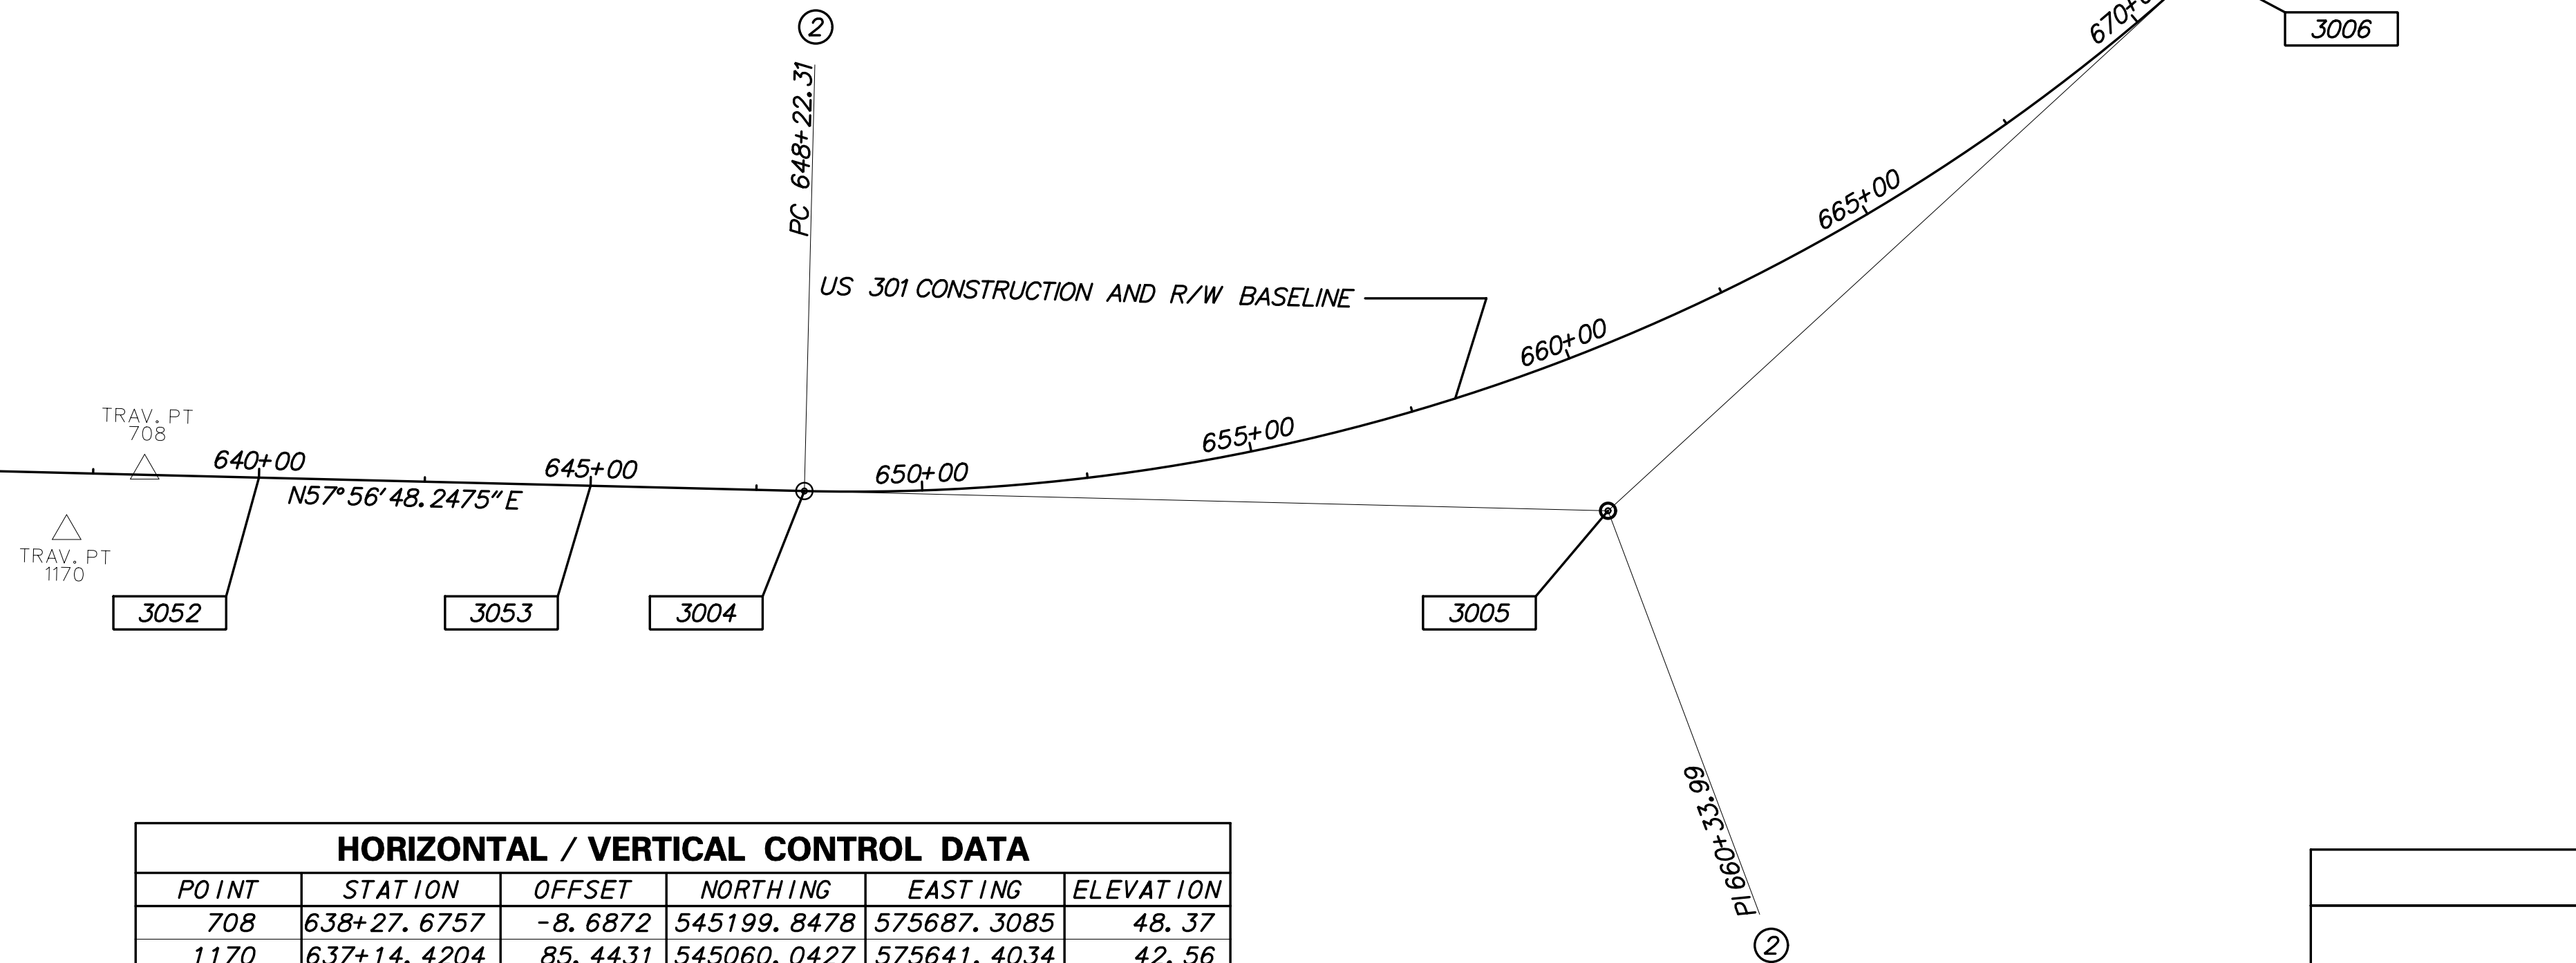 2
670+
3006
PC 648+22.31
665+00
US 301 CONSTRUCTION AND R/W BASELINE
660+00
655+00
TRAV. PT
708
640+00
645+00
650+00
N57°56'48.2475"E
TRAV. PT
1170
3052
3053
3004
3005
PI 660+33.99
2
HORIZONTAL / VERTICAL CONTROL DATA
POINT STATION OFFSET NORTHING EASTING ELEVATION
708 638+27.6757 -8.6872 545199.8478 575687.3085 48.37
1170 637+14.4204 85.4431 545060.0427 575641.4034 42.56